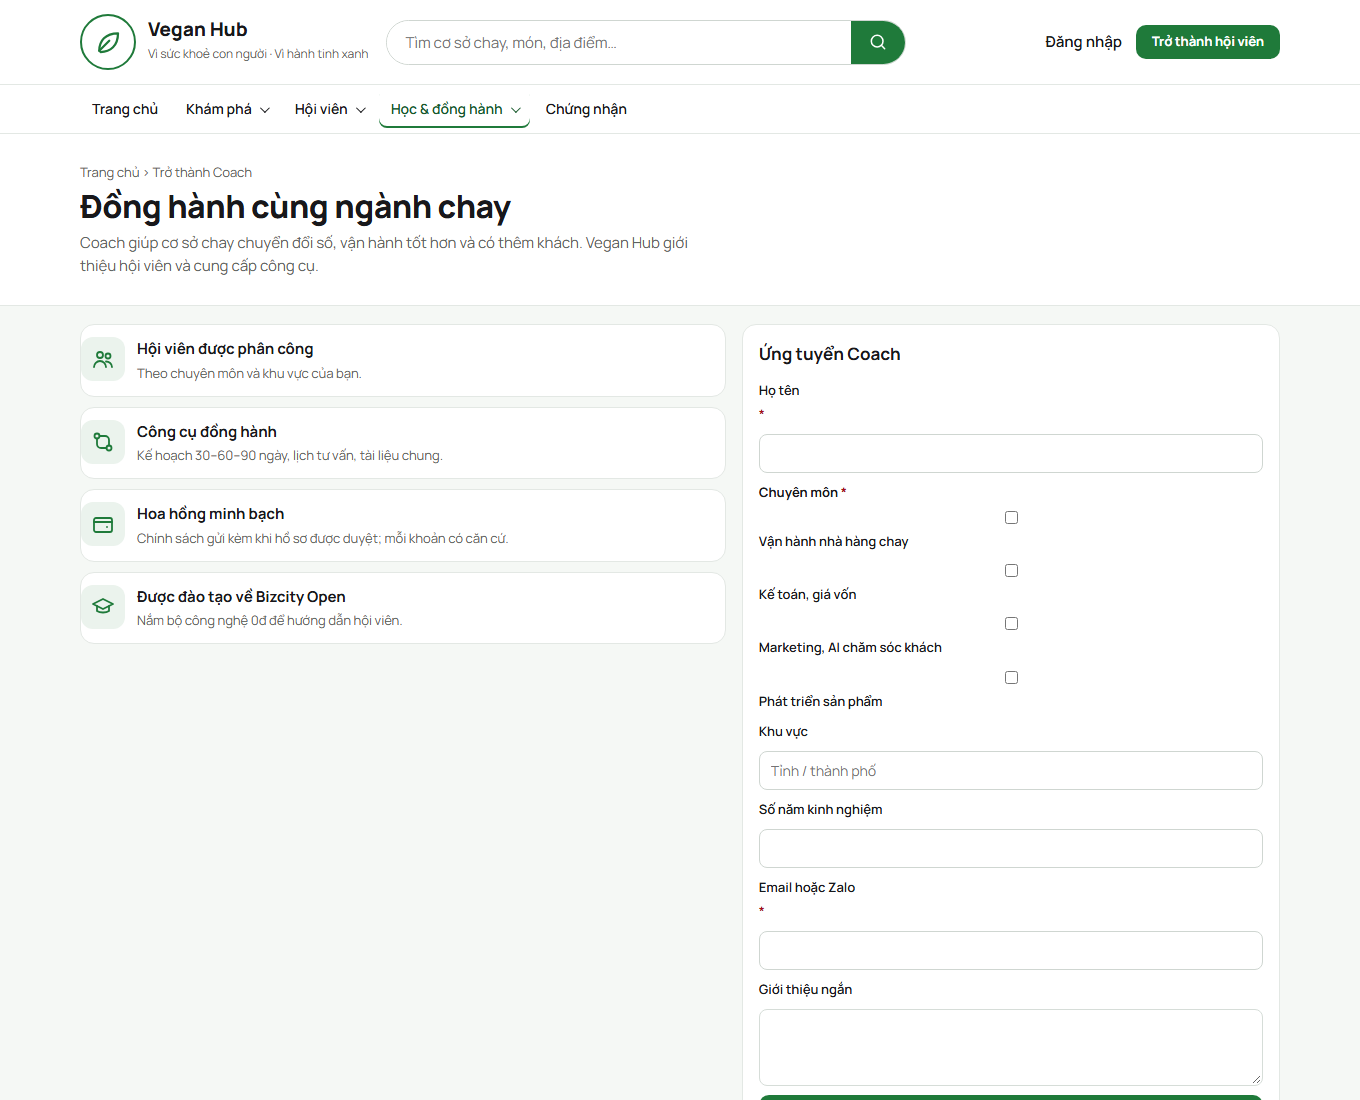 Vegan Hub
Vì sức khoẻ con người · Vì hành tinh xanh
Tìm cơ sở chay, món, địa điểm...
Đăng nhập
Trở thành hội viên
Trang chủ
Khám phá
Hội viên
Học & đồng hành
Chứng nhận
Trang chủ › Trở thành Coach
Đồng hành cùng ngành chay
Coach giúp cơ sở chay chuyển đổi số, vận hành tốt hơn và có thêm khách. Vegan Hub giới
thiệu hội viên và cung cấp công cụ.
Hội viên được phân công
Theo chuyên môn và khu vực của bạn.
Công cụ đồng hành
Kế hoạch 30–60–90 ngày, lịch tư vấn, tài liệu chung.
Hoa hồng minh bạch
Chính sách gửi kèm khi hồ sơ được duyệt; mỗi khoản có căn cứ.
Được đào tạo về Bizcity Open
Nắm bộ công nghệ 0đ để hướng dẫn hội viên.
Ứng tuyển Coach
Họ tên
*
Chuyên môn *
Vận hành nhà hàng chay
Kế toán, giá vốn
Marketing, AI chăm sóc khách
Phát triển sản phẩm
Khu vực
Tỉnh / thành phố
Số năm kinh nghiệm
Email hoặc Zalo
*
Giới thiệu ngắn